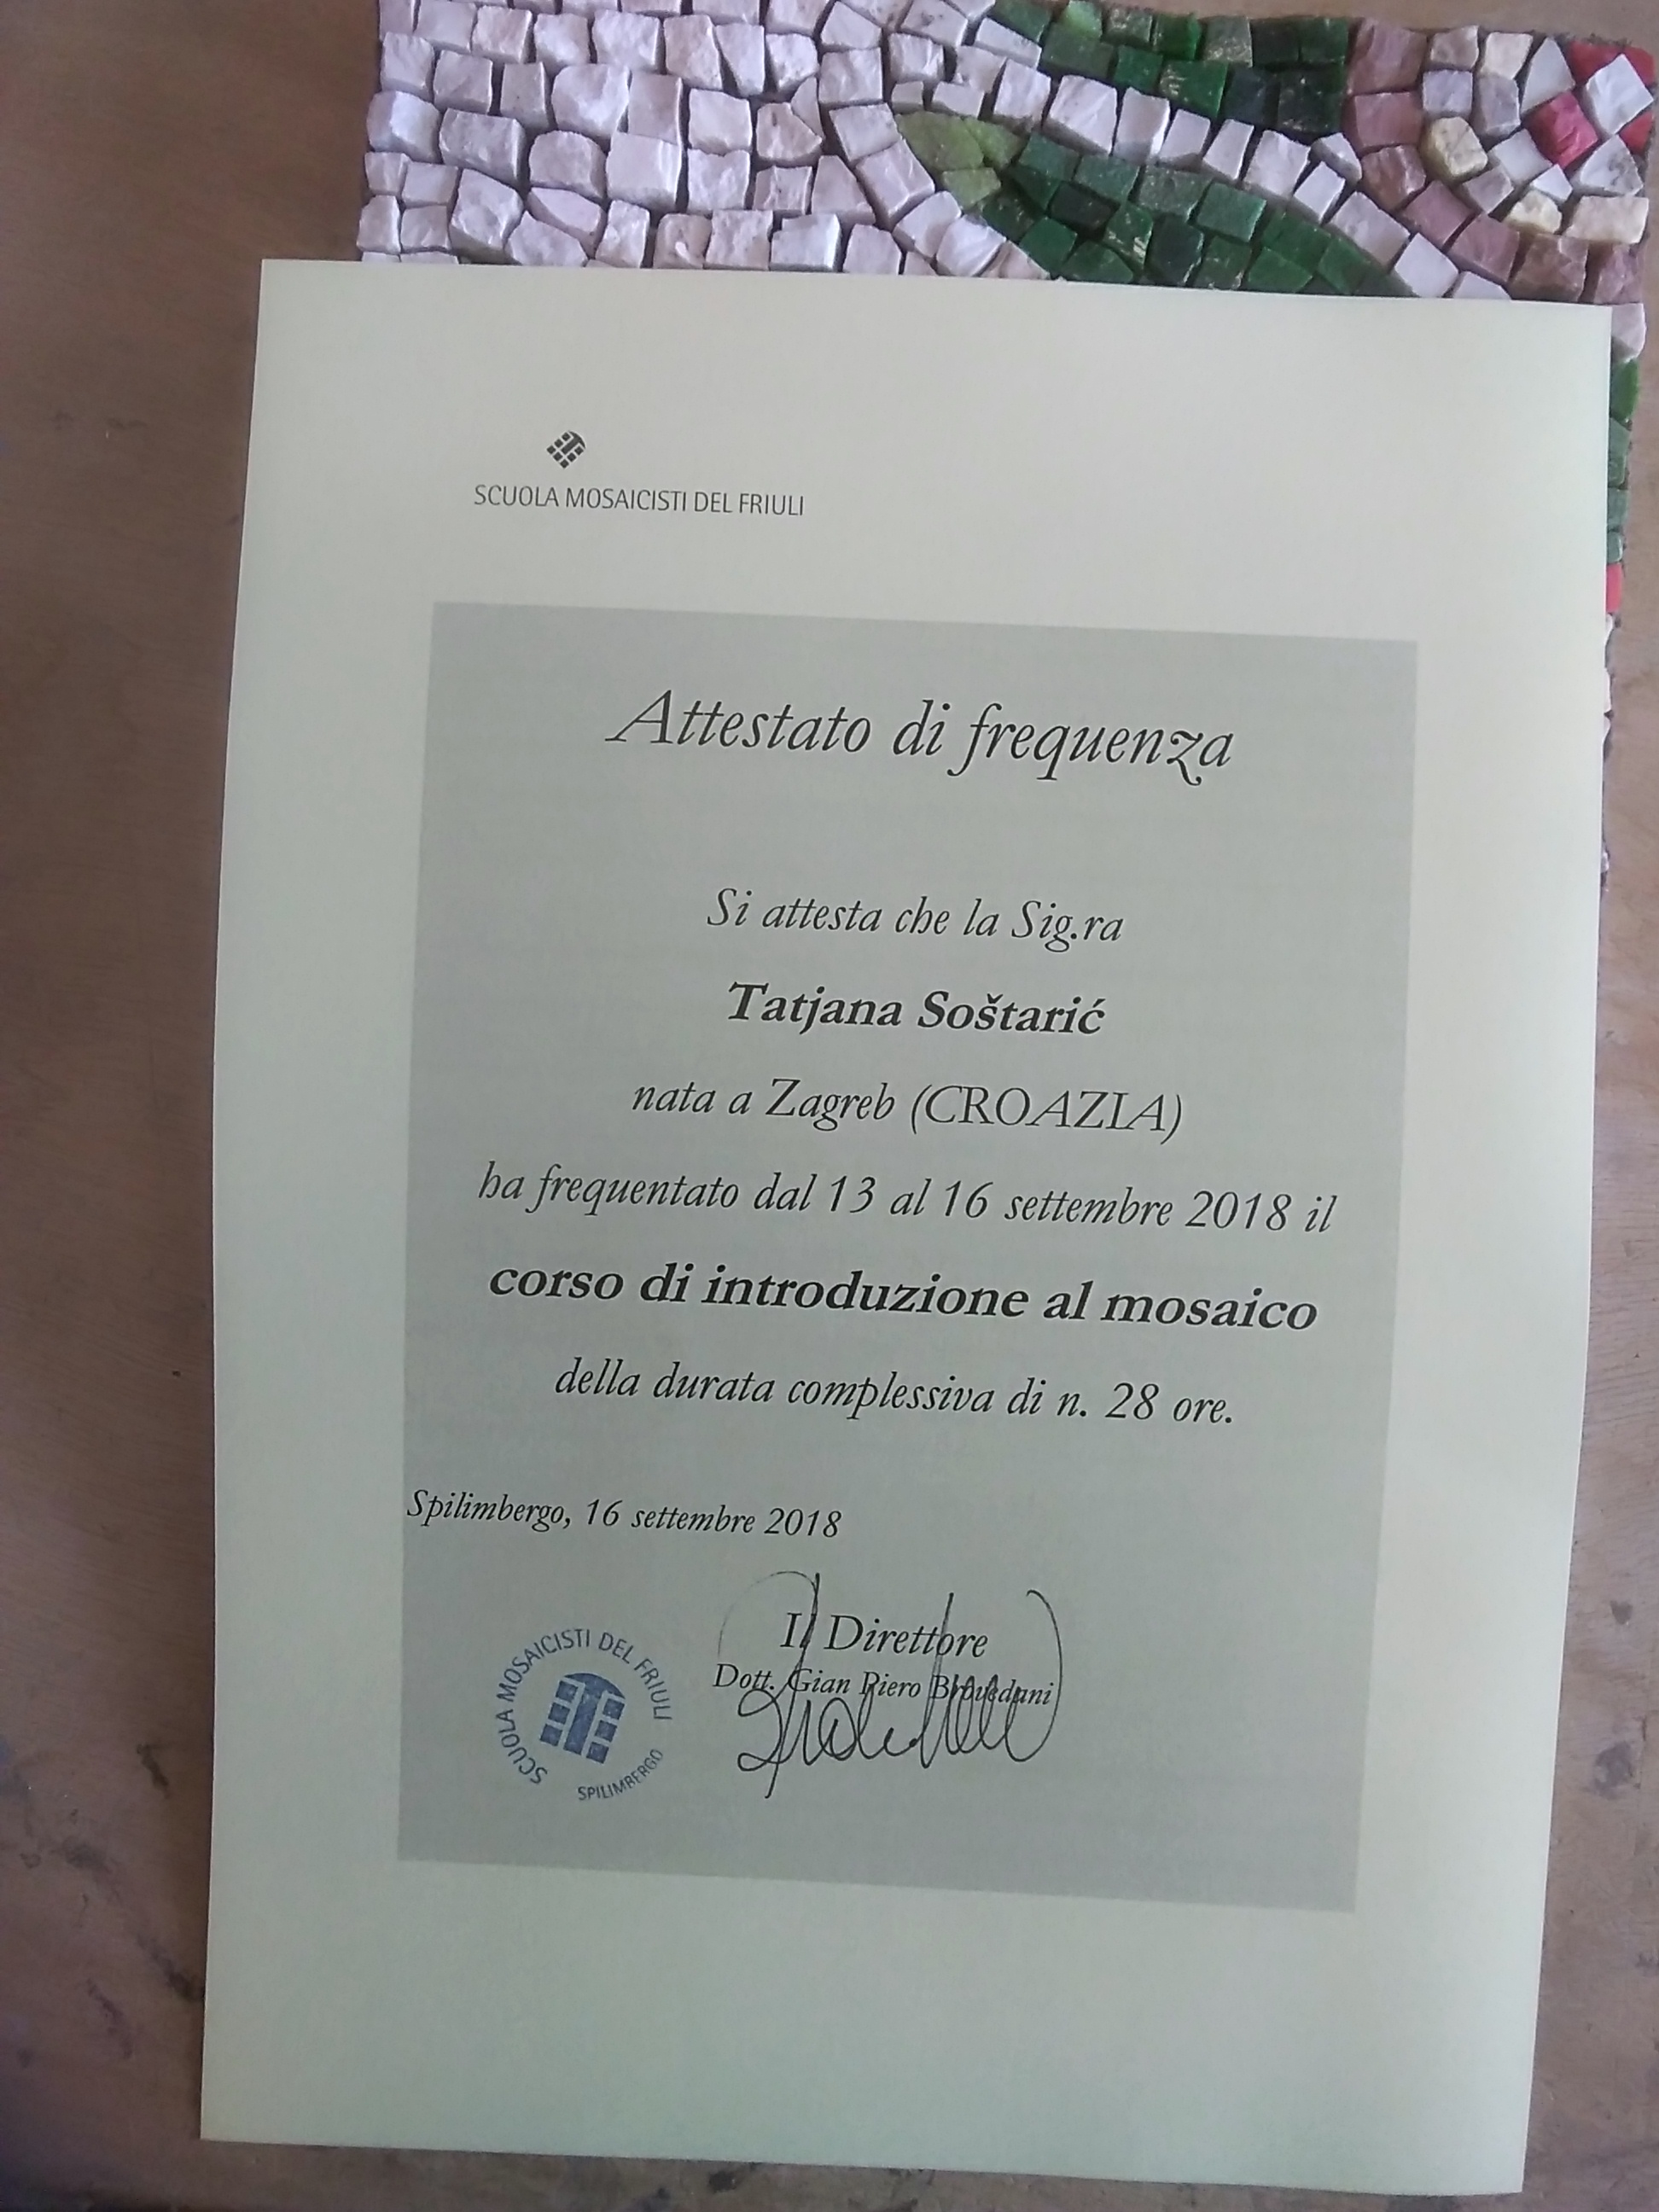 SCUOLA MOSAICISTI DEL FRIULI
Attestato di frequenza
Si attesta che la Sig.ra
Tatjana Soštarić
nata a Zagreb (CROAZIA)
ha frequentato dal 13 al 16 settembre 2018 il
corso di introduzione al mosaico
della durata complessiva di n. 28 ore.
Spilimbergo, 16 settembre 2018
Il Direttore
Dott. Gian Piero Brovedani
SCUOLA MOSAICISTI DEL FRIULI
SPILIMBERGO